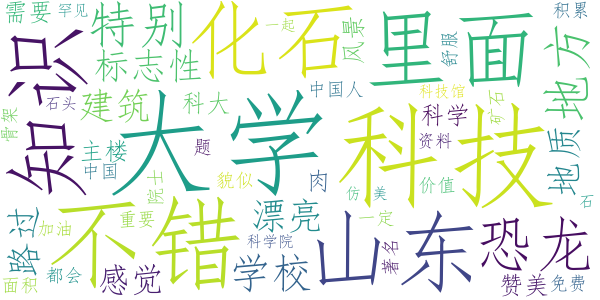 需要 罕见 特别 化石 一起 风景 舒服 里面 积累 地方
知识 标志性 中国人
骨架 石头 建筑 科大 科技馆 矿石
大学 科技 科学 地质
主楼 中国 题 院士 貌似 肉 资料 仿 美 价值 石
路过 不错 重要 漂亮 山东 一定 恐龙
加油 科学院 著名
面积 都会 感觉 学校 赞美 免费